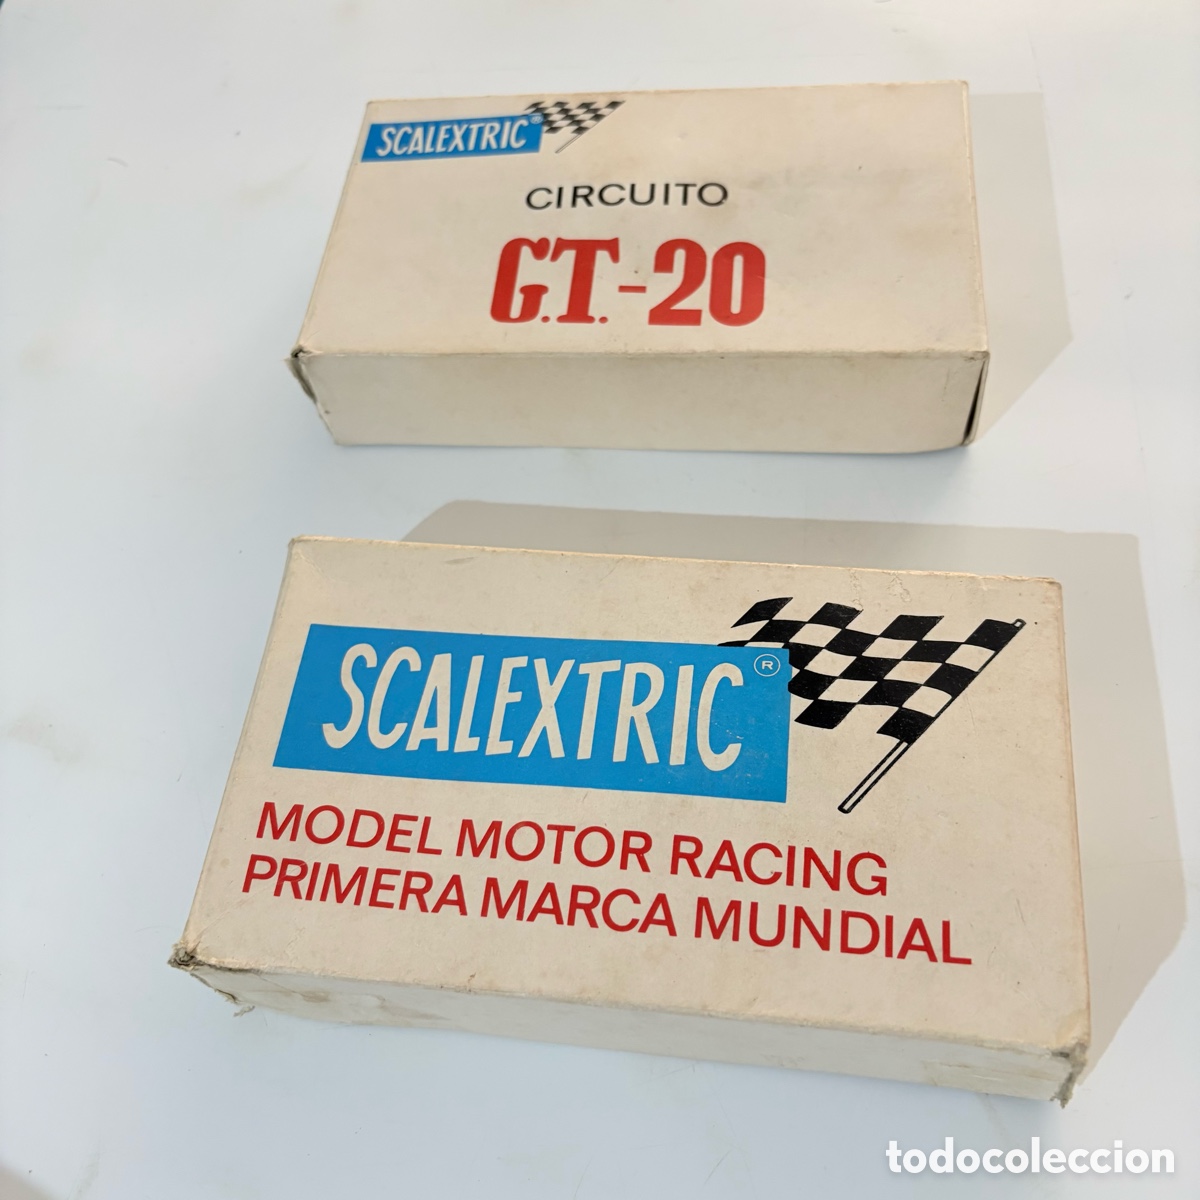 SCALEXTRIC®
CIRCUITO
G.T.-20
SCALEXTRIC®
MODEL MOTOR RACING
PRIMERA MARCA MUNDIAL
todocoleccion